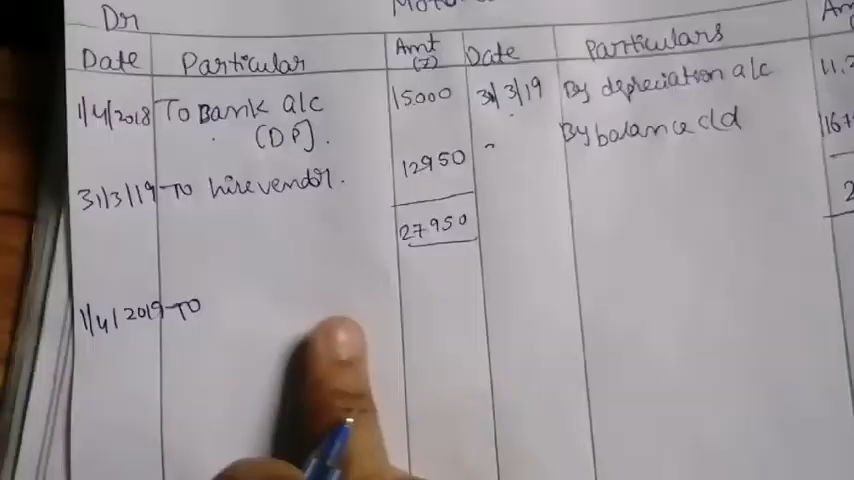 Dr
Date Particular Amt (₹) Date Particulars
1/4/2018 To Bank a/c 15000 31/3/19 By depreciation a/c
(DP). By balance c/d
31/3/19 To hire vendor. 12950 "
27950
1/4/2019 To